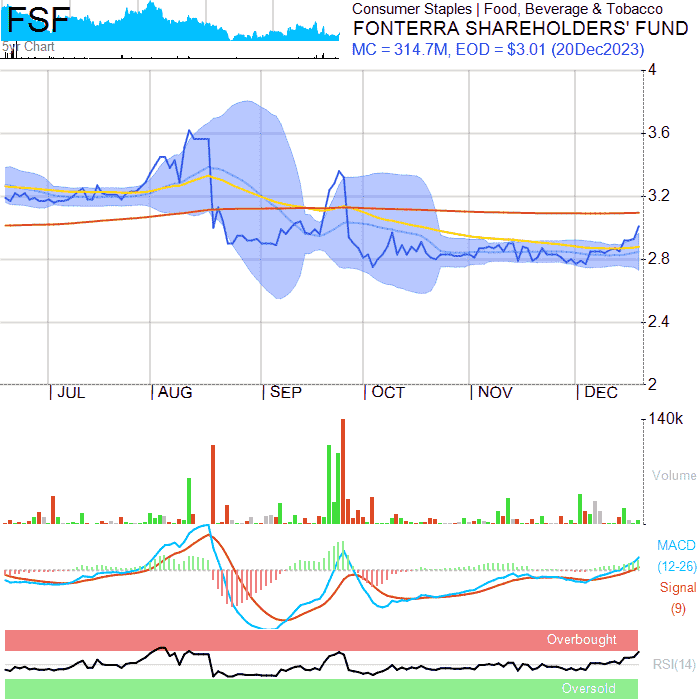 FSF
Consumer Staples | Food, Beverage & Tobacco
FONTERRA SHAREHOLDERS' FUND
MC = 314.7M, EOD = $3.01 (20Dec2023)
5yr Chart
4
3.6
3.2
2.8
2.4
2
JUL
AUG
SEP
OCT
NOV
DEC
140k
Volume
MACD
(12-26)
Signal
(9)
Overbought
RSI(14)
Oversold